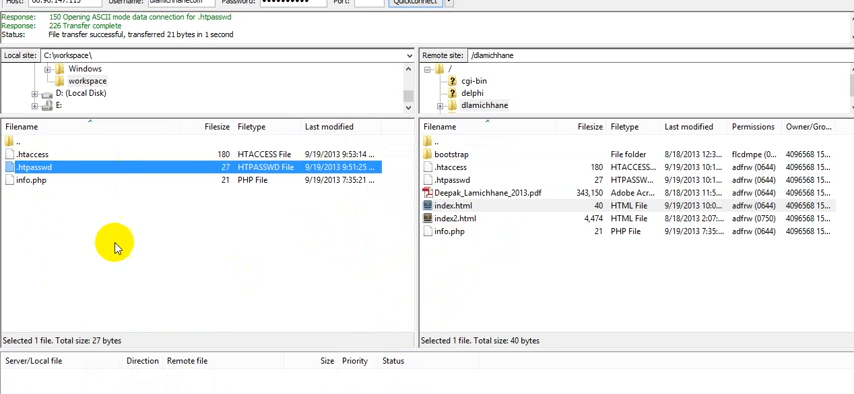 Host: Username: dlamichhanecom Password: •••••••••• Port: Quickconnect
Response: 150 Opening ASCII mode data connection for .htpasswd
Response: 226 Transfer complete
Status: File transfer successful, transferred 21 bytes in 1 second
Local site: C:\workspace\
Remote site: /dlamichhane
Windows
workspace
D: (Local Disk)
E:
/
cgi-bin
delphi
dlamichhane
Filename Filesize Filetype Last modified
..
.htaccess 180 HTACCESS File 9/19/2013 9:53:14 ...
.htpasswd 27 HTPASSWD File 9/19/2013 9:51:25 ...
info.php 21 PHP File 9/19/2013 7:35:21 ...
Selected 1 file. Total size: 27 bytes
Filename Filesize Filetype Last modified Permissions Owner/Gro...
..
bootstrap File folder 8/18/2013 12:3... flcdmpe (0... 4096568 15...
.htaccess 180 HTACCESS... 9/19/2013 10:1... adfrw (0644) 4096568 15...
.htpasswd 27 HTPASSW... 9/19/2013 10:1... adfrw (0644) 4096568 15...
Deepak_Lamichhane_2013.pdf 343,150 Adobe Acr... 8/18/2013 11:5... adfrw (0644) 4096568 15...
index.html 40 HTML File 9/19/2013 10:0... adfrw (0644) 4096568 15...
index2.html 4,474 HTML File 8/18/2013 2:07:... adfrw (0750) 4096568 15...
info.php 21 PHP File 9/19/2013 7:35:... adfrw (0644) 4096568 15...
Selected 1 file. Total size: 40 bytes
Server/Local file Direction Remote file Size Priority Status